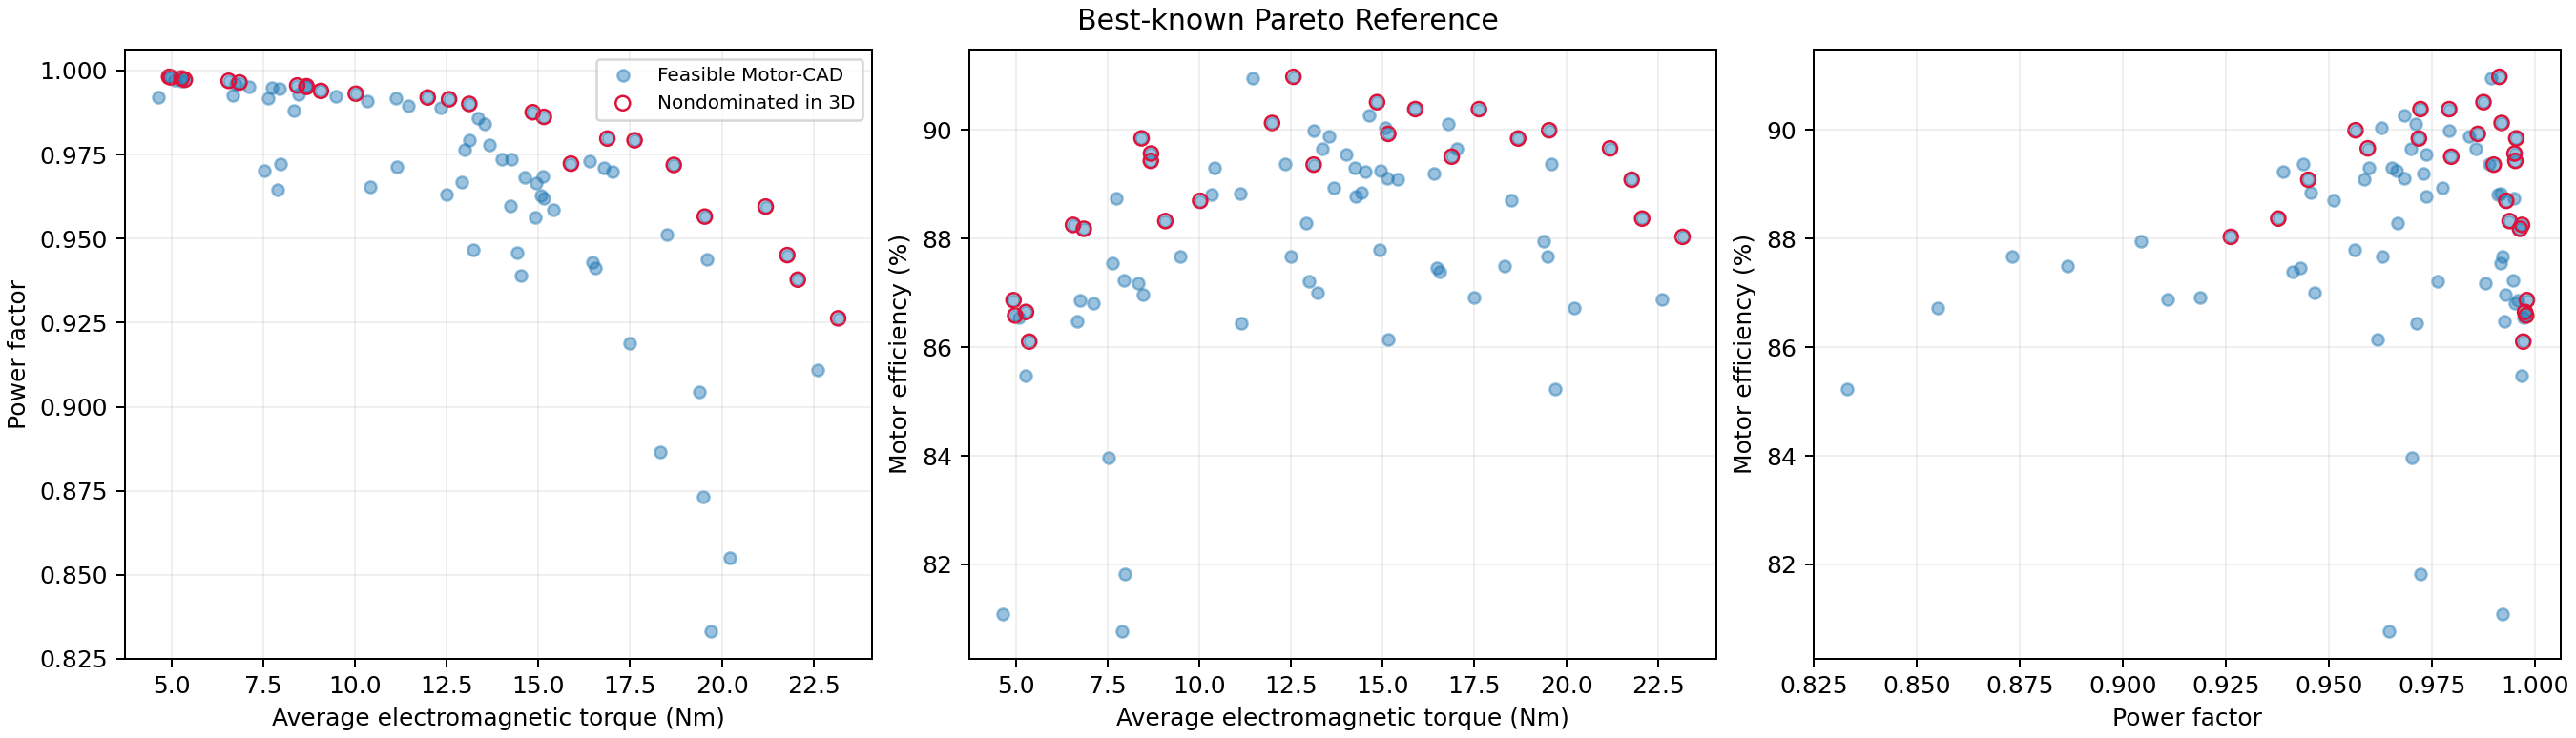 Best-known Pareto Reference
1.000
0.975
0.950
0.925
0.900
0.875
0.850
0.825
Power factor
5.0 7.5 10.0 12.5 15.0 17.5 20.0 22.5
Average electromagnetic torque (Nm)
Feasible Motor-CAD
Nondominated in 3D
90
88
86
84
82
Motor efficiency (%)
5.0 7.5 10.0 12.5 15.0 17.5 20.0 22.5
Average electromagnetic torque (Nm)
90
88
86
84
82
Motor efficiency (%)
0.825 0.850 0.875 0.900 0.925 0.950 0.975 1.000
Power factor